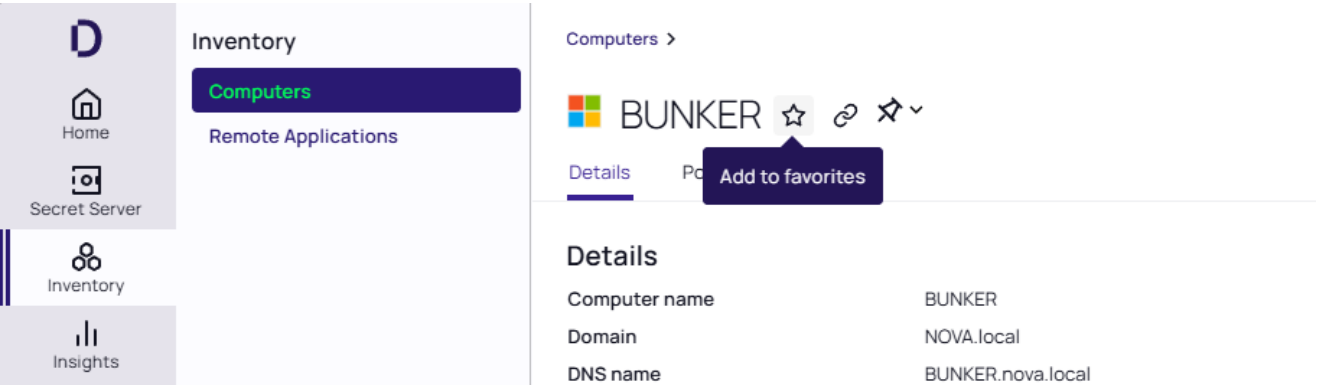 Home
Secret Server
Inventory
Insights
Inventory
Computers
Remote Applications
Computers >
BUNKER
Add to favorites
Details
Details
Computer name BUNKER
Domain NOVA.local
DNS name BUNKER.nova.local